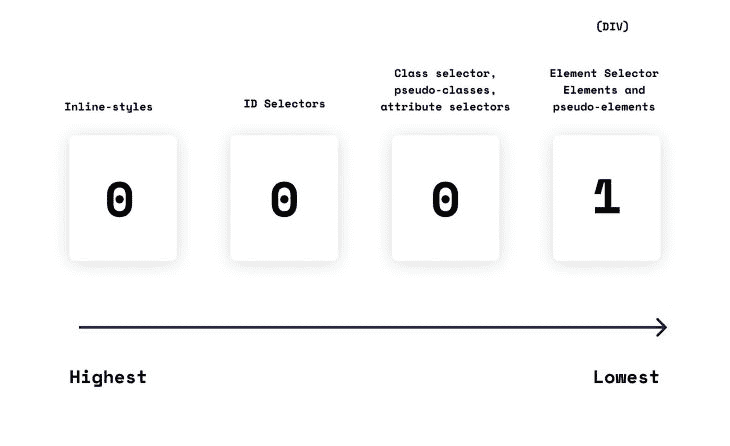 (DIV)
Inline-styles
ID Selectors
Class selector,
pseudo-classes,
attribute selectors
Element Selector
Elements and
pseudo-elements
0
0
0
1
Highest
Lowest